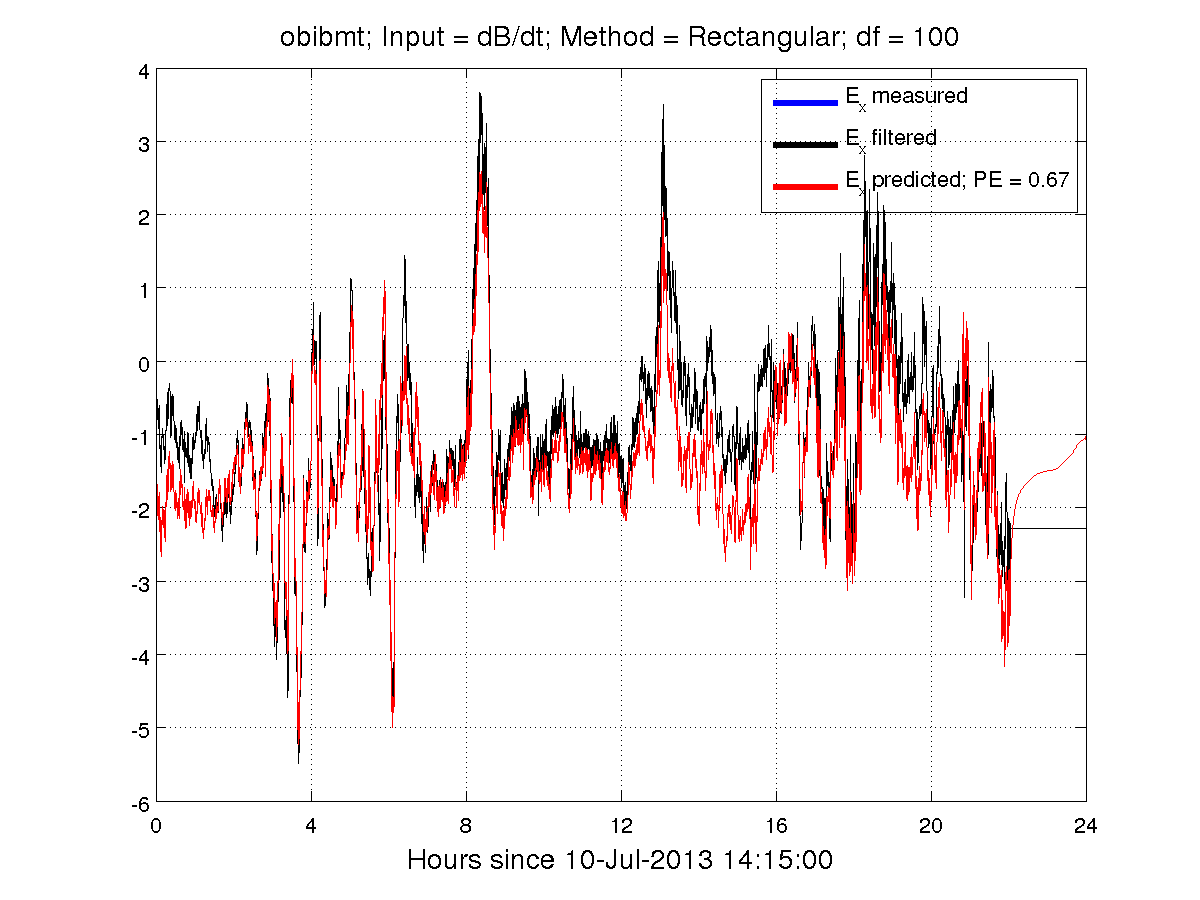 obibmt; Input = dB/dt; Method = Rectangular; df = 100
4
3
2
1
0
-1
-2
-3
-4
-5
-6
Ex measured
Ex filtered
Ex predicted; PE = 0.67
0 4 8 12 16 20 24
Hours since 10-Jul-2013 14:15:00